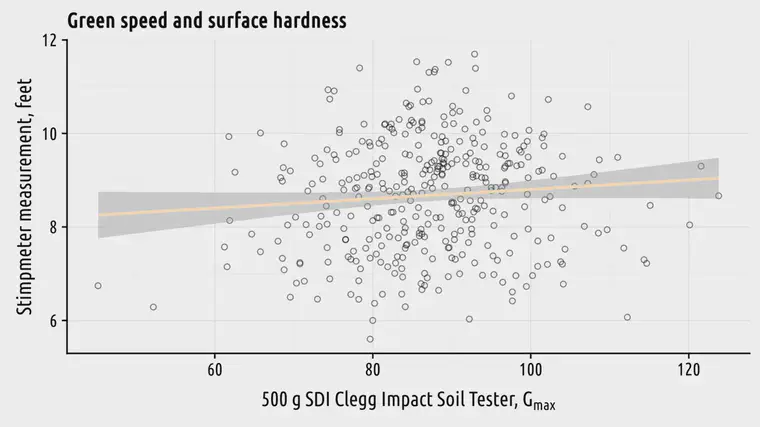 Green speed and surface hardness
12
10
8
6
Stimpmeter measurement, feet
60 80 100 120
500 g SDI Clegg Impact Soil Tester, Gmax